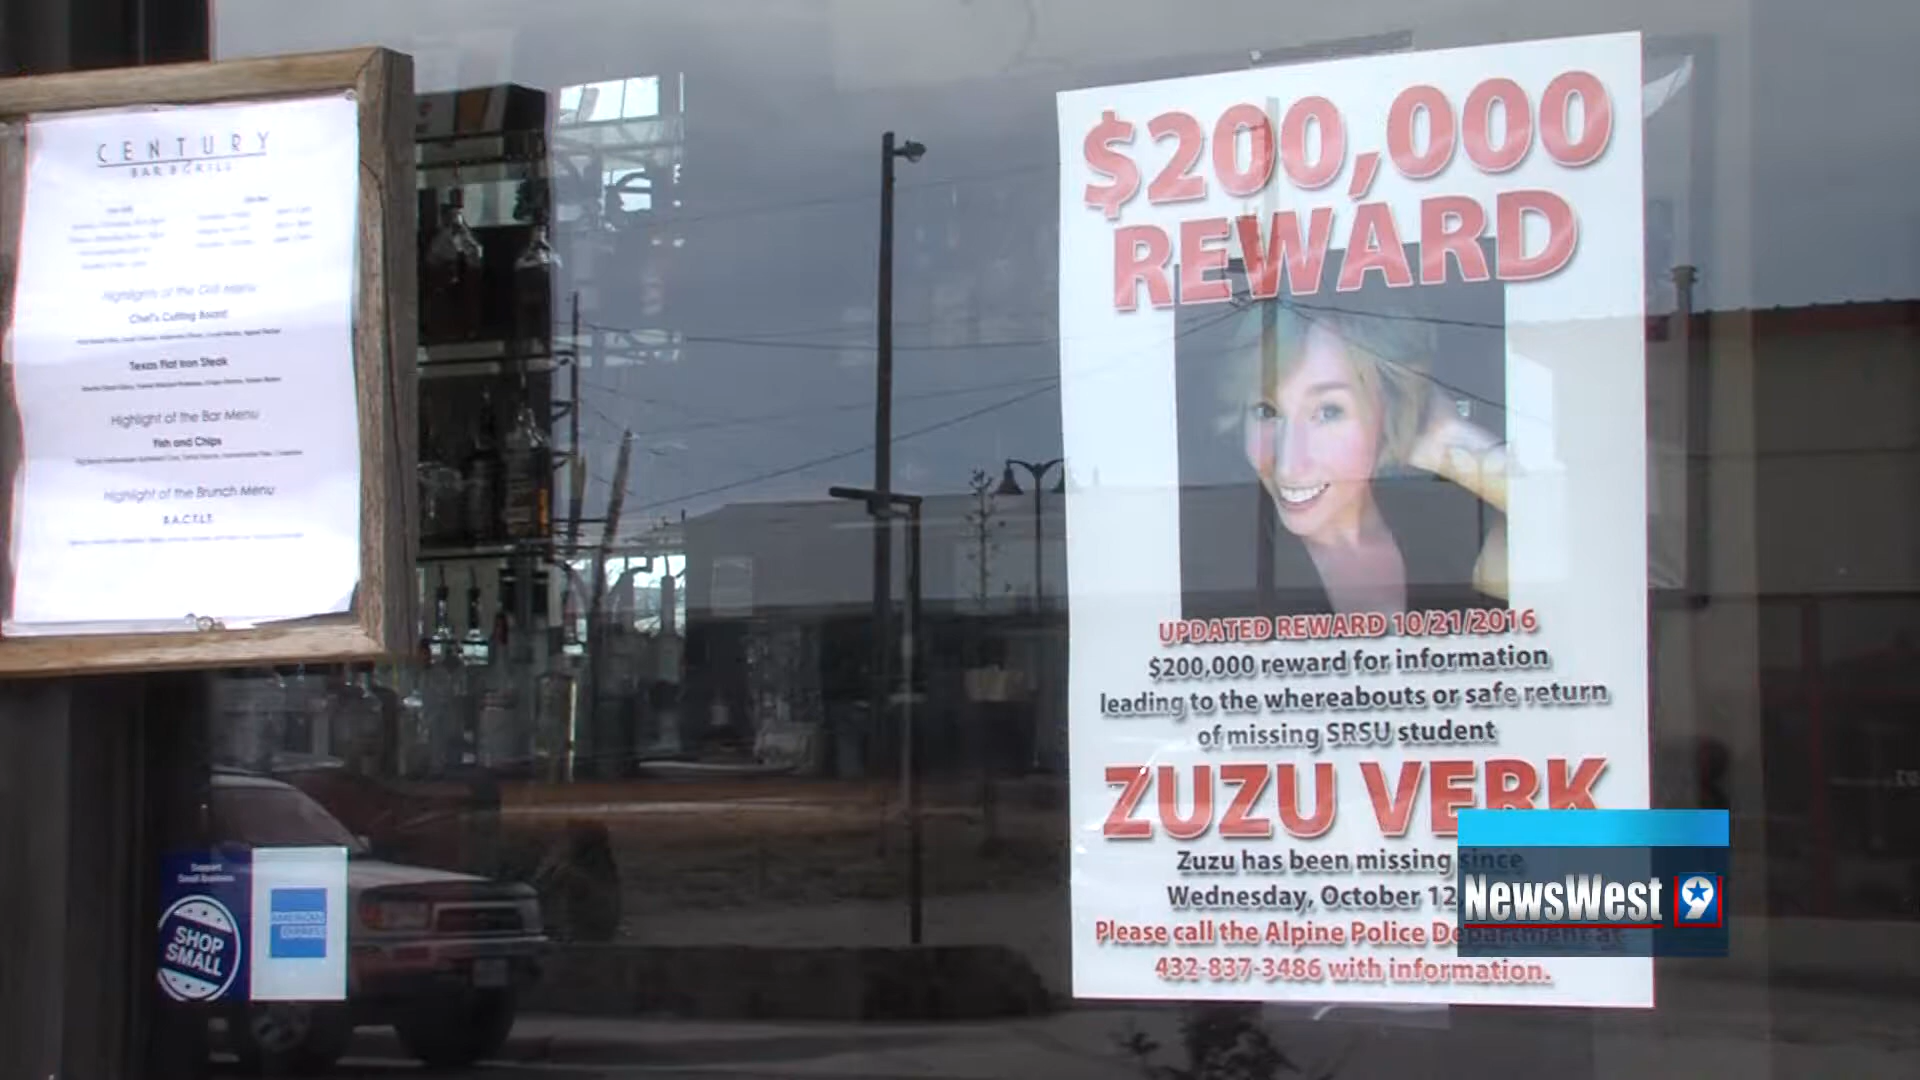 CENTURY
BAR & GRILL
Highlights of the Grill Menu
Chef's Cutting Board
Texas Flat Iron Steak
Highlight of the Bar Menu
Fish and Chips
Highlight of the Brunch Menu
B.A.C.T.L.E
Support
Small Business
SHOP
SMALL
AMERICAN
EXPRESS
$200,000
REWARD
UPDATED REWARD 10/21/2016
$200,000 reward for information
leading to the whereabouts or safe return
of missing SRSU student
ZUZU VERK
Zuzu has been missing since
Wednesday, October 12
Please call the Alpine Police Department at
432-837-3486 with information.
NEWSWEST 9